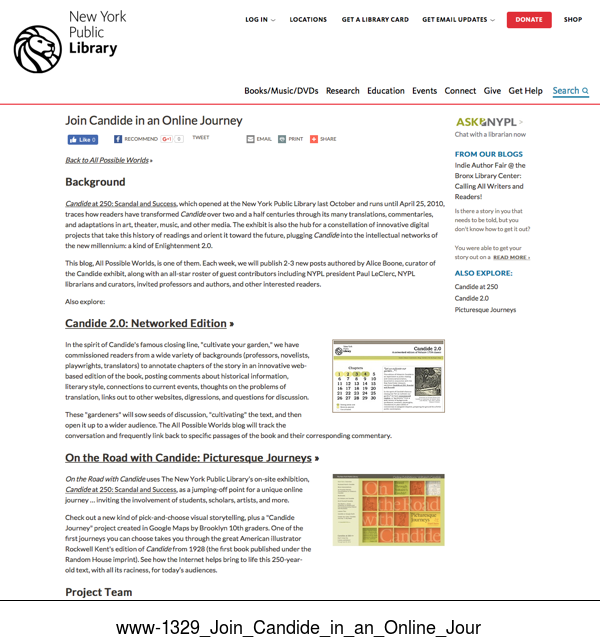 New York
Public
Library
LOG IN
LOCATIONS
GET A LIBRARY CARD
GET EMAIL UPDATES
DONATE
SHOP
Books/Music/DVDs
Research
Education
Events
Connect
Give
Get Help
Search
Join Candide in an Online Journey
Like 0
RECOMMEND
0
TWEET
EMAIL
PRINT
SHARE
Back to All Possible Worlds »
Background
Candide at 250: Scandal and Success, which opened at the New York Public Library last October and runs until April 25, 2010,
traces how readers have transformed Candide over two and a half centuries through its many translations, commentaries,
and adaptations in art, theater, music, and other media. The exhibit is also the hub for a constellation of innovative digital
projects that take this history of readings and orient it toward the future, plugging Candide into the intellectual networks of
the new millennium: a kind of Enlightenment 2.0.
This blog, All Possible Worlds, is one of them. Each week, we will publish 2-3 new posts authored by Alice Boone, curator of
the Candide exhibit, along with an all-star roster of guest contributors including NYPL president Paul LeClerc, NYPL
librarians and curators, invited professors and authors, and other interested readers.
Also explore:
Candide 2.0: Networked Edition »
In the spirit of Candide's famous closing line, "cultivate your garden," we have
commissioned readers from a wide variety of backgrounds (professors, novelists,
playwrights, translators) to annotate chapters of the story in an innovative web-
based edition of the book, posting comments about historical information,
literary style, connections to current events, thoughts on the problems of
translation, links out to other websites, digressions, and questions for discussion.
These "gardeners" will sow seeds of discussion, "cultivating" the text, and then
open it up to a wider audience. The All Possible Worlds blog will track the
conversation and frequently link back to specific passages of the book and their corresponding commentary.
Candide 2.0
Chapters
On the Road with Candide: Picturesque Journeys »
On the Road with Candide uses The New York Public Library's on-site exhibition,
Candide at 250: Scandal and Success, as a jumping-off point for a unique online
journey ... inviting the involvement of students, scholars, artists, and more.
Check out a new kind of pick-and-choose visual storytelling, plus a "Candide
Journey" project created in Google Maps by Brooklyn 10th graders. One of the
first journeys you can choose takes you through the great American illustrator
Rockwell Kent's edition of Candide from 1928 (the first book published under the
Random House imprint). See how the Internet helps bring to life this 250-year-
old text, with all its raciness, for today's audiences.
On
the Road
with
Candide
Picturesque
Journeys
Project Team
ASK NYPL >
Chat with a librarian now
FROM OUR BLOGS
Indie Author Fair @ the
Bronx Library Center:
Calling All Writers and
Readers!
Is there a story in you that
needs to be told, but you
don't know how to get it out?
You were able to get your
story out on a READ MORE ›
ALSO EXPLORE:
Candide at 250
Candide 2.0
Picturesque Journeys
www-1329_Join_Candide_in_an_Online_Jour